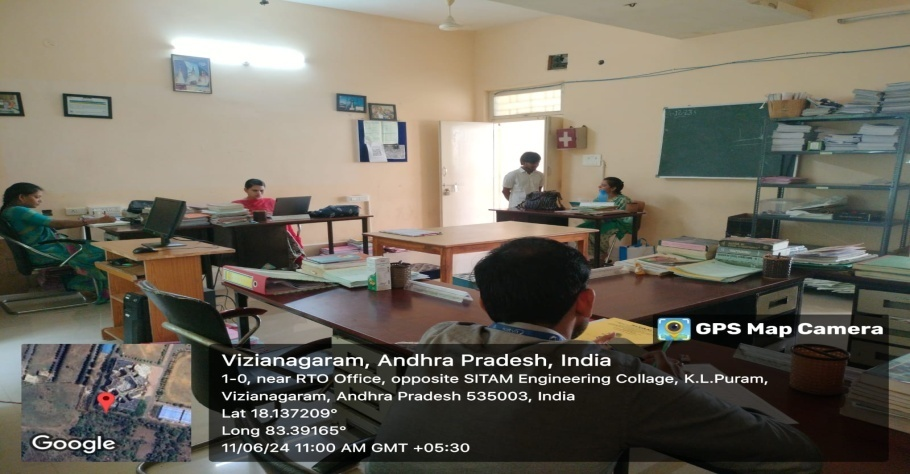 GPS Map Camera
Vizianagaram, Andhra Pradesh, India
1-0, near RTO Office, opposite SITAM Engineering Collage, K.L.Puram,
Vizianagaram, Andhra Pradesh 535003, India
Lat 18.137209°
Long 83.39165°
11/06/24 11:00 AM GMT +05:30
Google